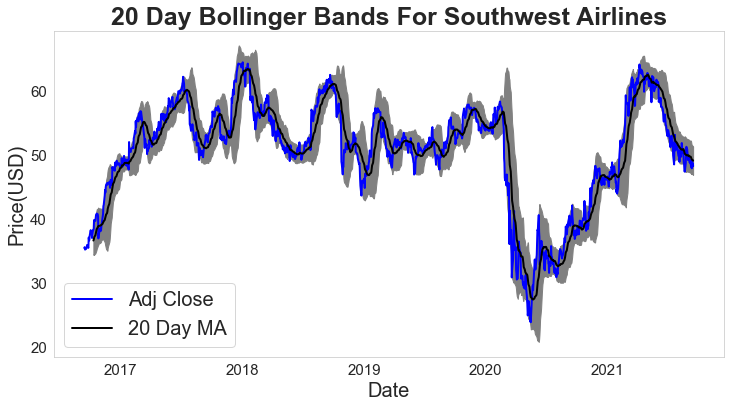 20 Day Bollinger Bands For Southwest Airlines
Price(USD)
60
50
40
30
20
Adj Close
20 Day MA
2017 2018 2019 2020 2021
Date